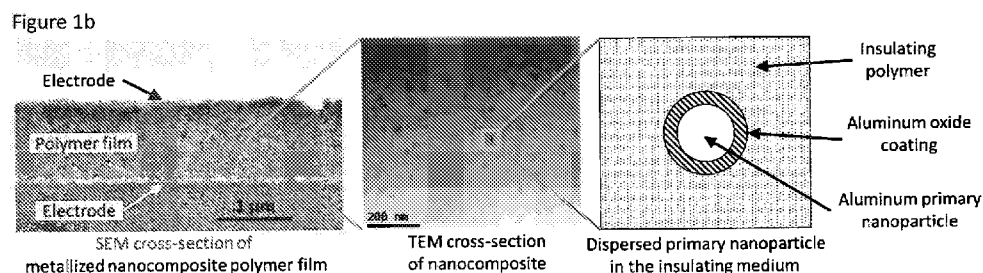 Figure 1b
Electrode
Polymer film
Electrode
1 µm
SEM cross-section of
metallized nanocomposite polymer film
200 nm
TEM cross-section
of nanocomposite
Insulating
polymer
Aluminum oxide
coating
Aluminum primary
nanoparticle
Dispersed primary nanoparticle
in the insulating medium